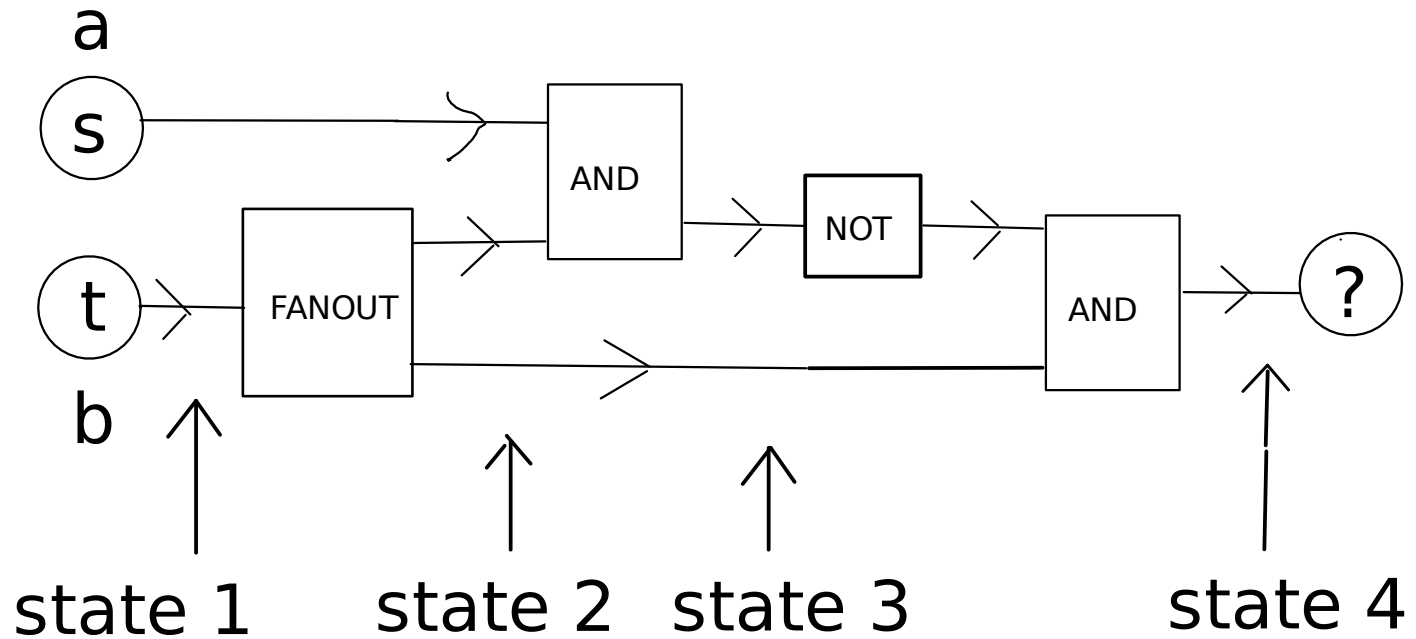 a
s
AND
NOT
t
FANOUT
AND
?
b
state 1
state 2
state 3
state 4